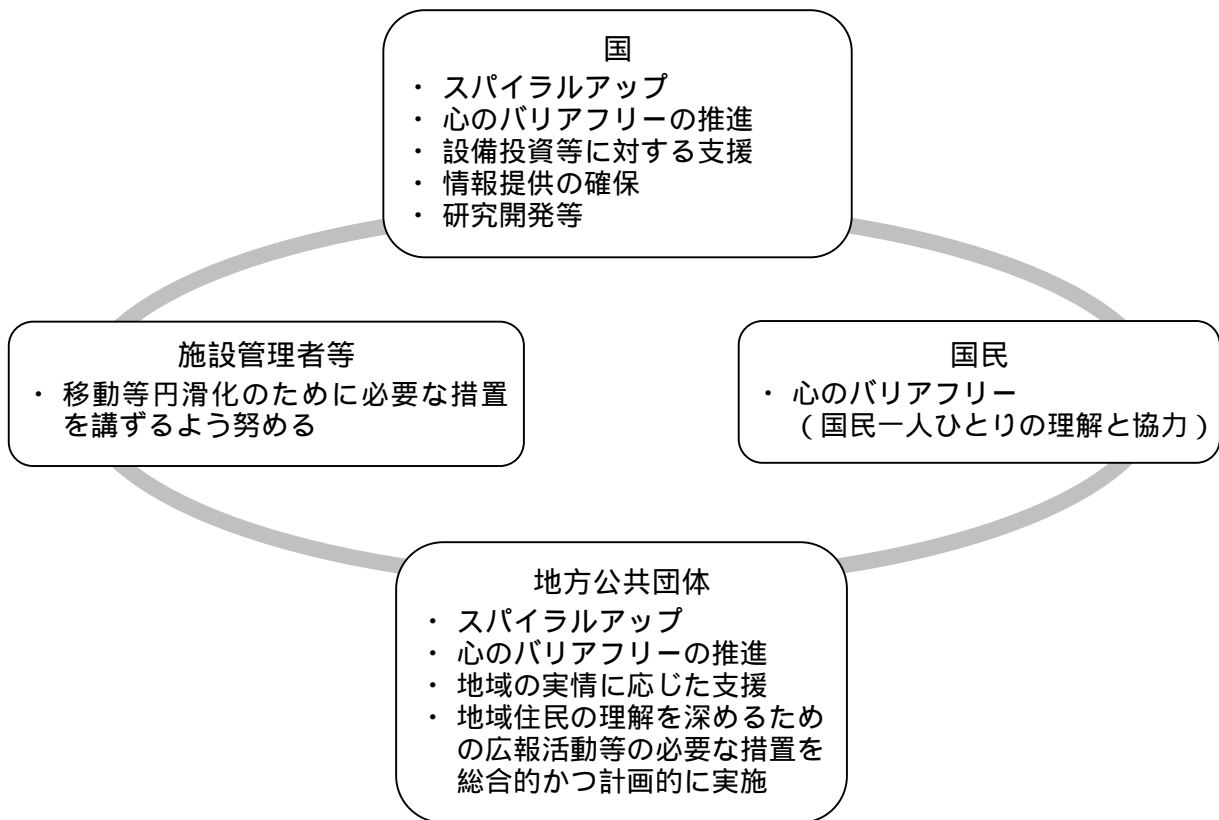 国
・ スパイラルアップ
・ 心のバリアフリーの推進
・ 設備投資等に対する支援
・ 情報提供の確保
・ 研究開発等
施設管理者等
・ 移動等円滑化のために必要な措置
を講ずるよう努める
国民
・ 心のバリアフリー
（国民一人ひとりの理解と協力）
地方公共団体
・ スパイラルアップ
・ 心のバリアフリーの推進
・ 地域の実情に応じた支援
・ 地域住民の理解を深めるため
の広報活動等の必要な措置を
総合的かつ計画的に実施